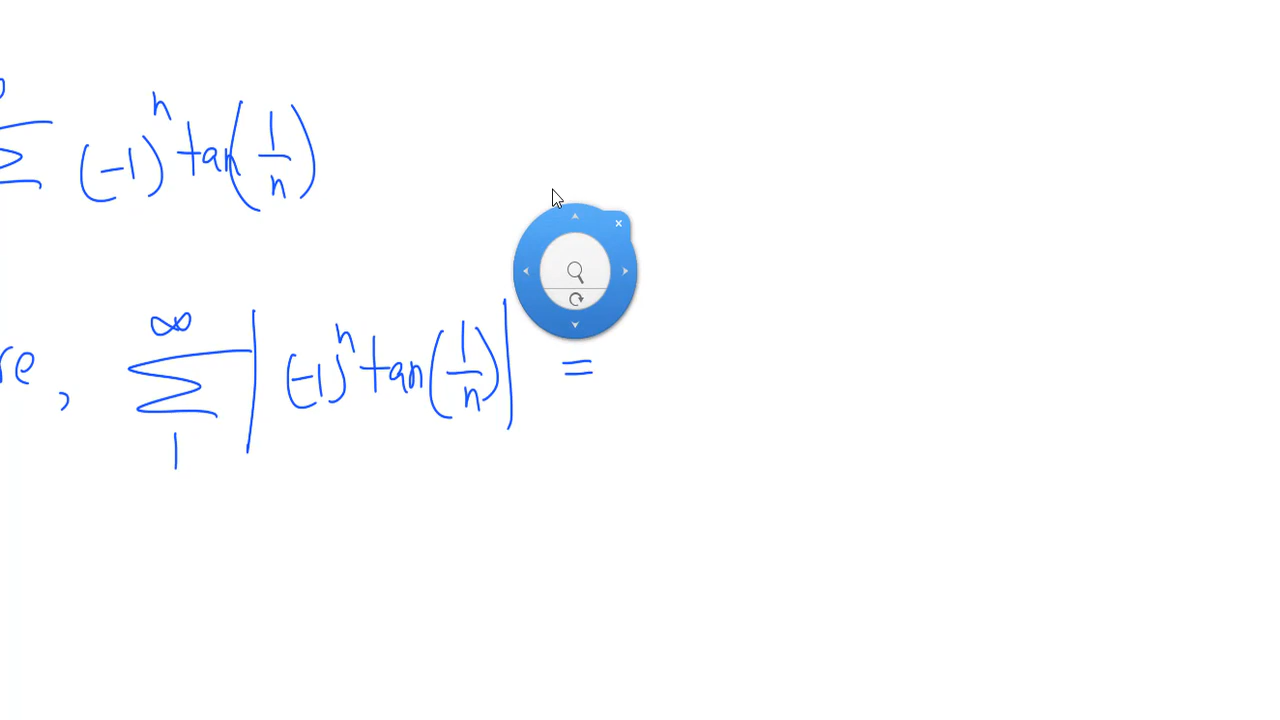 ∑ (-1)^n tan(1/n)
re, ∑_1^∞ |(-1)^n tan(1/n)| =